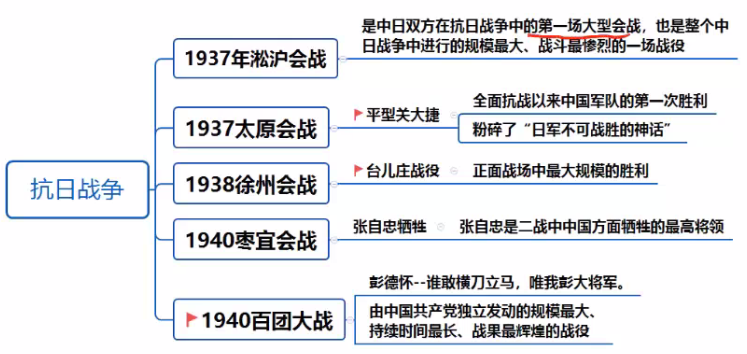 抗日战争
1937年淞沪会战
是中日双方在抗日战争中的第一场大型会战，也是整个中
日战争中进行的规模最大、战斗最惨烈的一场战役
1937太原会战
平型关大捷
全面抗战以来中国军队的第一次胜利
粉碎了“日军不可战胜的神话”
1938徐州会战
台儿庄战役
正面战场中最大规模的胜利
1940枣宜会战
张自忠牺牲
张自忠是二战中中国方面牺牲的最高将领
1940百团大战
彭德怀--谁敢横刀立马，唯我彭大将军。
由中国共产党独立发动的规模最大、
持续时间最长、战果最辉煌的战役